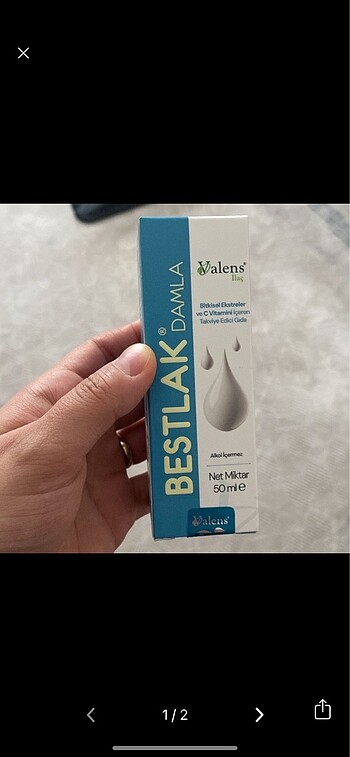 BESTLAK®
DAMLA
Valens®
İlaç
Bitkisel Ekstreler
ve C Vitamini İçeren
Takviye Edici Gıda
Alkol İçermez
Net Miktar
50 ml e
Valens®
1 / 2